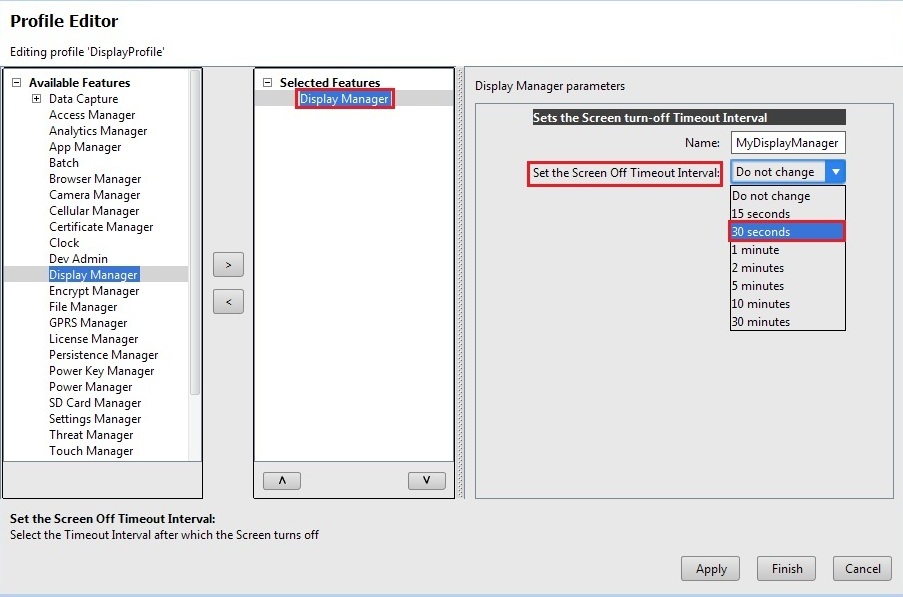 Profile Editor
Editing profile 'DisplayProfile'
Available Features
Data Capture
Access Manager
Analytics Manager
App Manager
Batch
Browser Manager
Camera Manager
Cellular Manager
Certificate Manager
Clock
Dev Admin
Display Manager
Encrypt Manager
File Manager
GPRS Manager
License Manager
Persistence Manager
Power Key Manager
Power Manager
SD Card Manager
Settings Manager
Threat Manager
Touch Manager
>
<
Selected Features
Display Manager
Λ V
Display Manager parameters
Sets the Screen turn-off Timeout Interval
Name: MyDisplayManager
Set the Screen Off Timeout Interval: Do not change
Do not change
15 seconds
30 seconds
1 minute
2 minutes
5 minutes
10 minutes
30 minutes
Set the Screen Off Timeout Interval:
Select the Timeout Interval after which the Screen turns off
Apply Finish Cancel